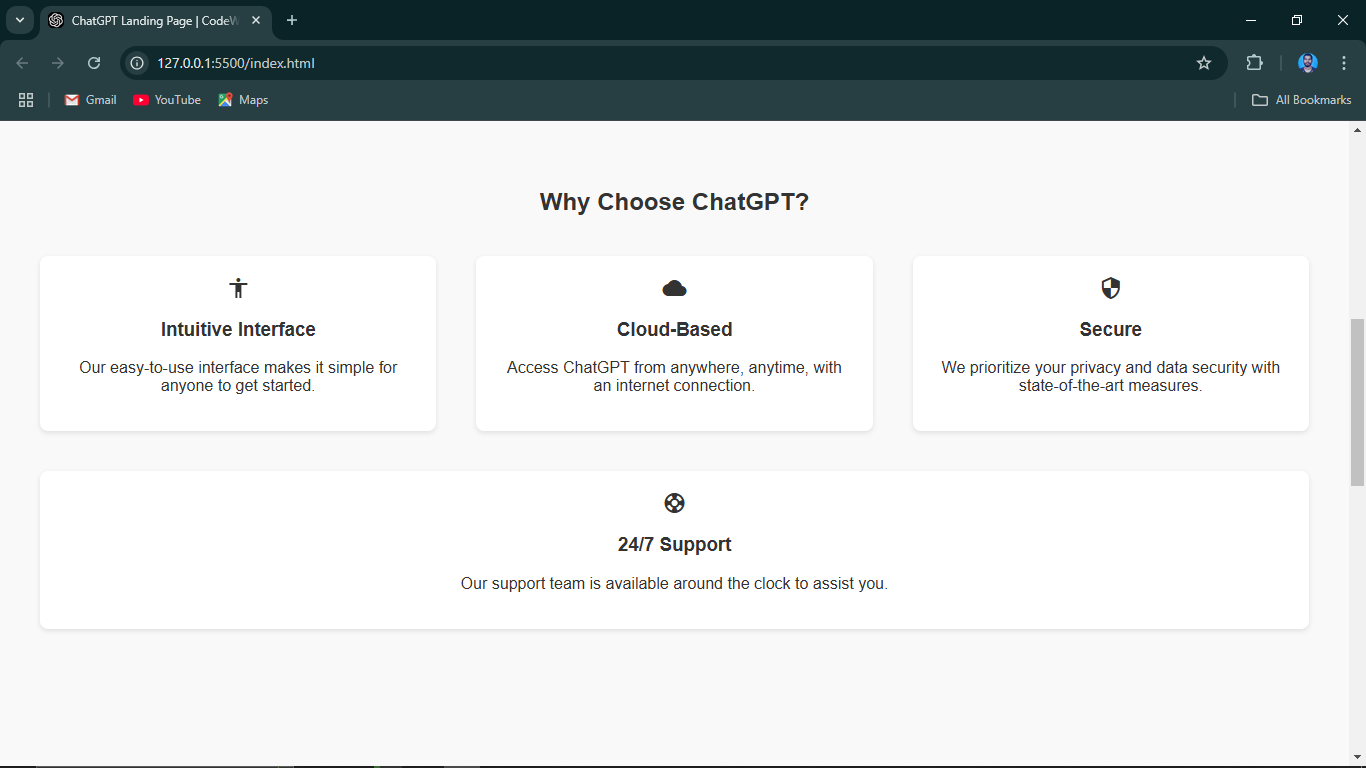 ChatGPT Landing Page | CodeW
127.0.0.1:5500/index.html
Gmail
YouTube
Maps
All Bookmarks
Why Choose ChatGPT?
Intuitive Interface
Our easy-to-use interface makes it simple for
anyone to get started.
Cloud-Based
Access ChatGPT from anywhere, anytime, with
an internet connection.
Secure
We prioritize your privacy and data security with
state-of-the-art measures.
24/7 Support
Our support team is available around the clock to assist you.